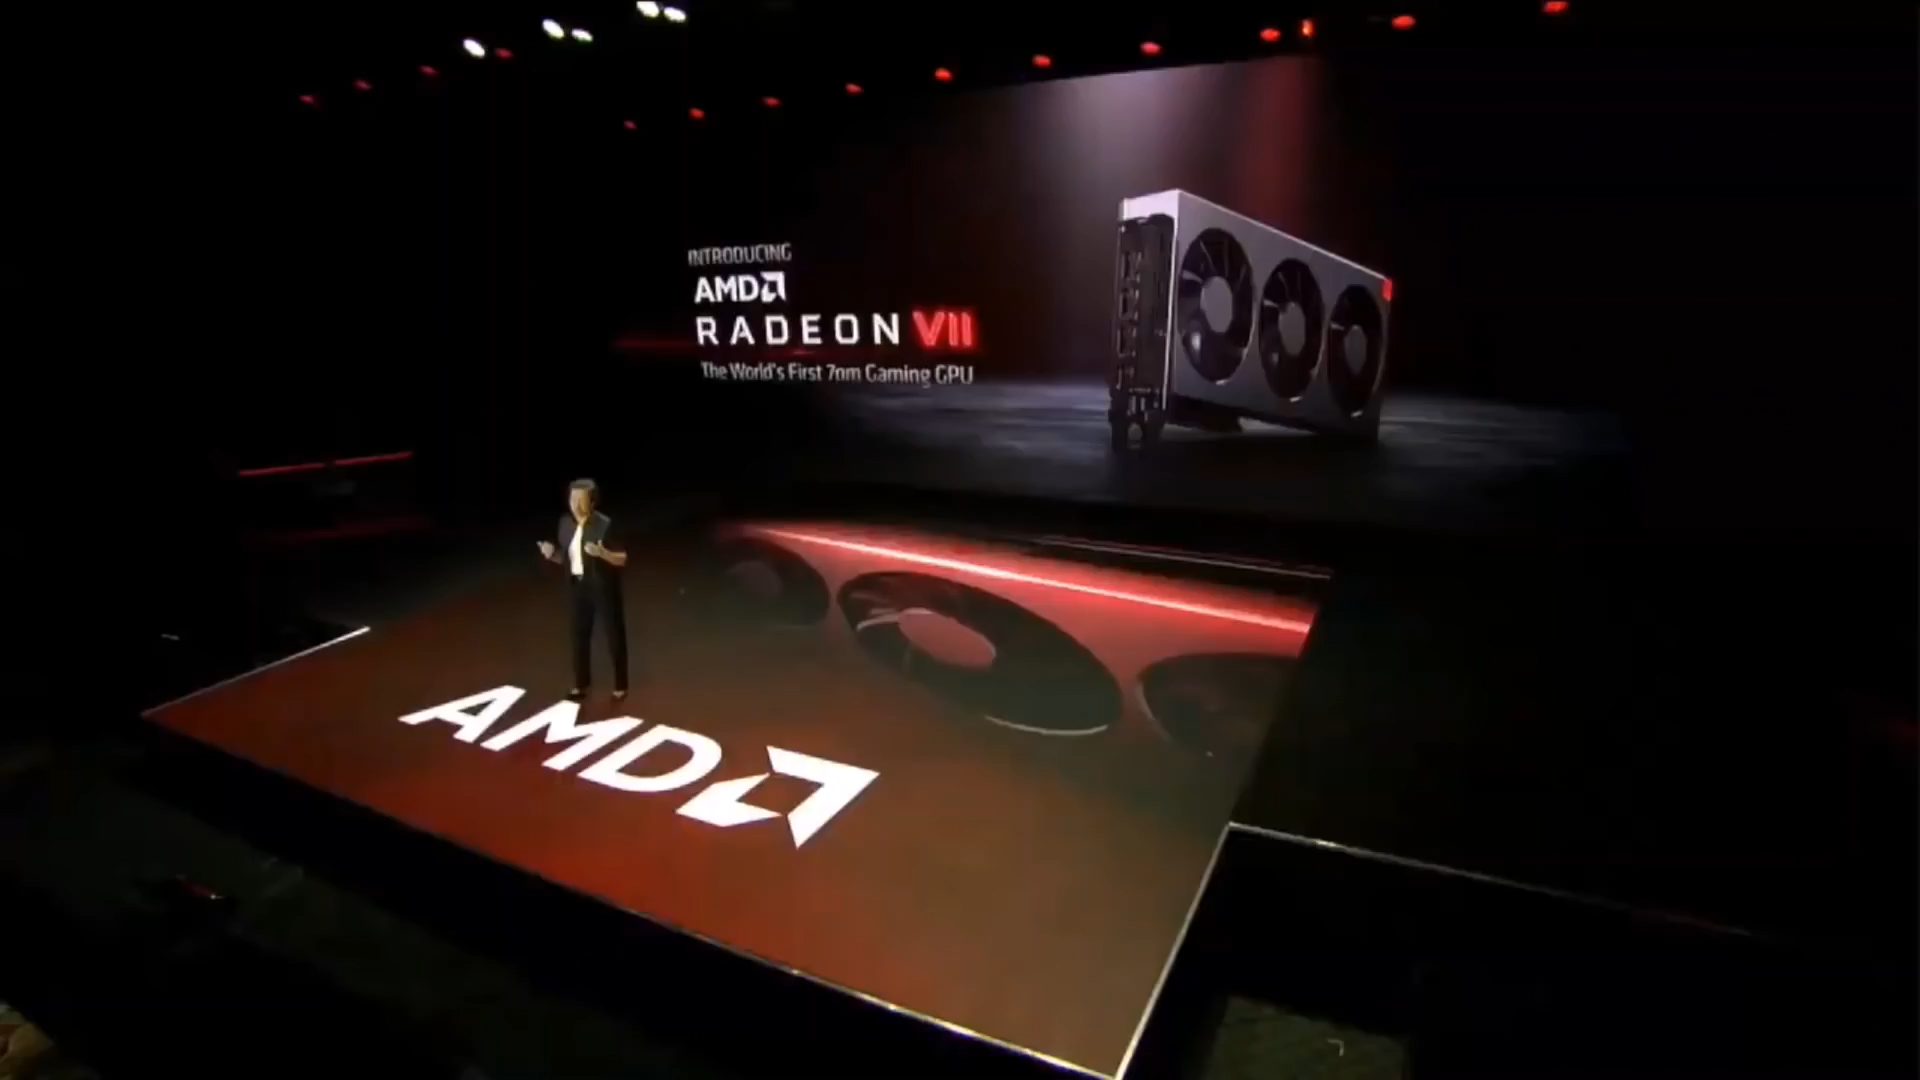 INTRODUCING
AMD
RADEON VII
The World's First 7nm Gaming GPU
AMD